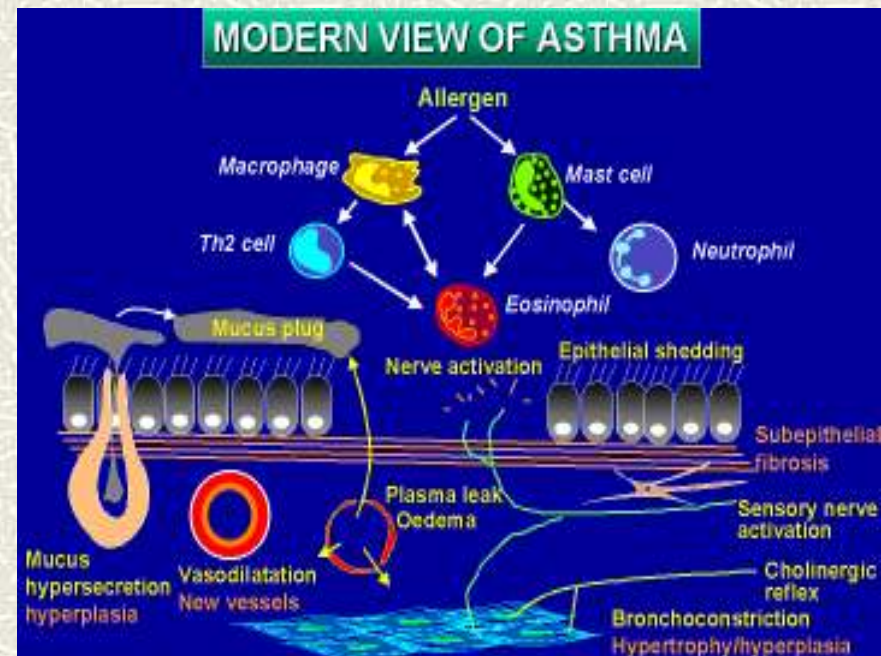 MODERN VIEW OF ASTHMA
Allergen
Macrophage
Mast cell
Th2 cell
Neutrophil
Eosinophil
Mucus plug
Nerve activation
Epithelial shedding
Subepithelial
fibrosis
Plasma leak
Oedema
Sensory nerve
activation
Mucus
hypersecretion
hyperplasia
Vasodilatation
New vessels
Cholinergic
reflex
Bronchoconstriction
Hypertrophy/hyperplasia